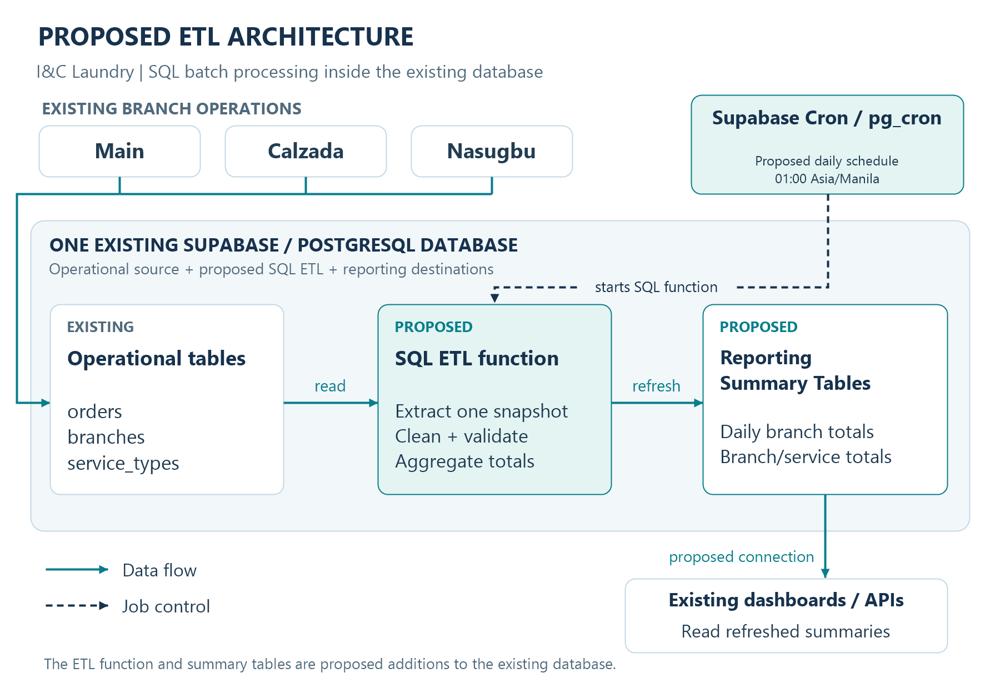 PROPOSED ETL ARCHITECTURE
I&C Laundry | SQL batch processing inside the existing database
EXISTING BRANCH OPERATIONS
Main
Calzada
Nasugbu
Supabase Cron / pg_cron
Proposed daily schedule
01:00 Asia/Manila
ONE EXISTING SUPABASE / POSTGRESQL DATABASE
Operational source + proposed SQL ETL + reporting destinations
starts SQL function
EXISTING
Operational tables
orders
branches
service_types
read
PROPOSED
SQL ETL function
Extract one snapshot
Clean + validate
Aggregate totals
refresh
PROPOSED
Reporting
Summary Tables
Daily branch totals
Branch/service totals
proposed connection
Existing dashboards / APIs
Read refreshed summaries
Data flow
Job control
The ETL function and summary tables are proposed additions to the existing database.